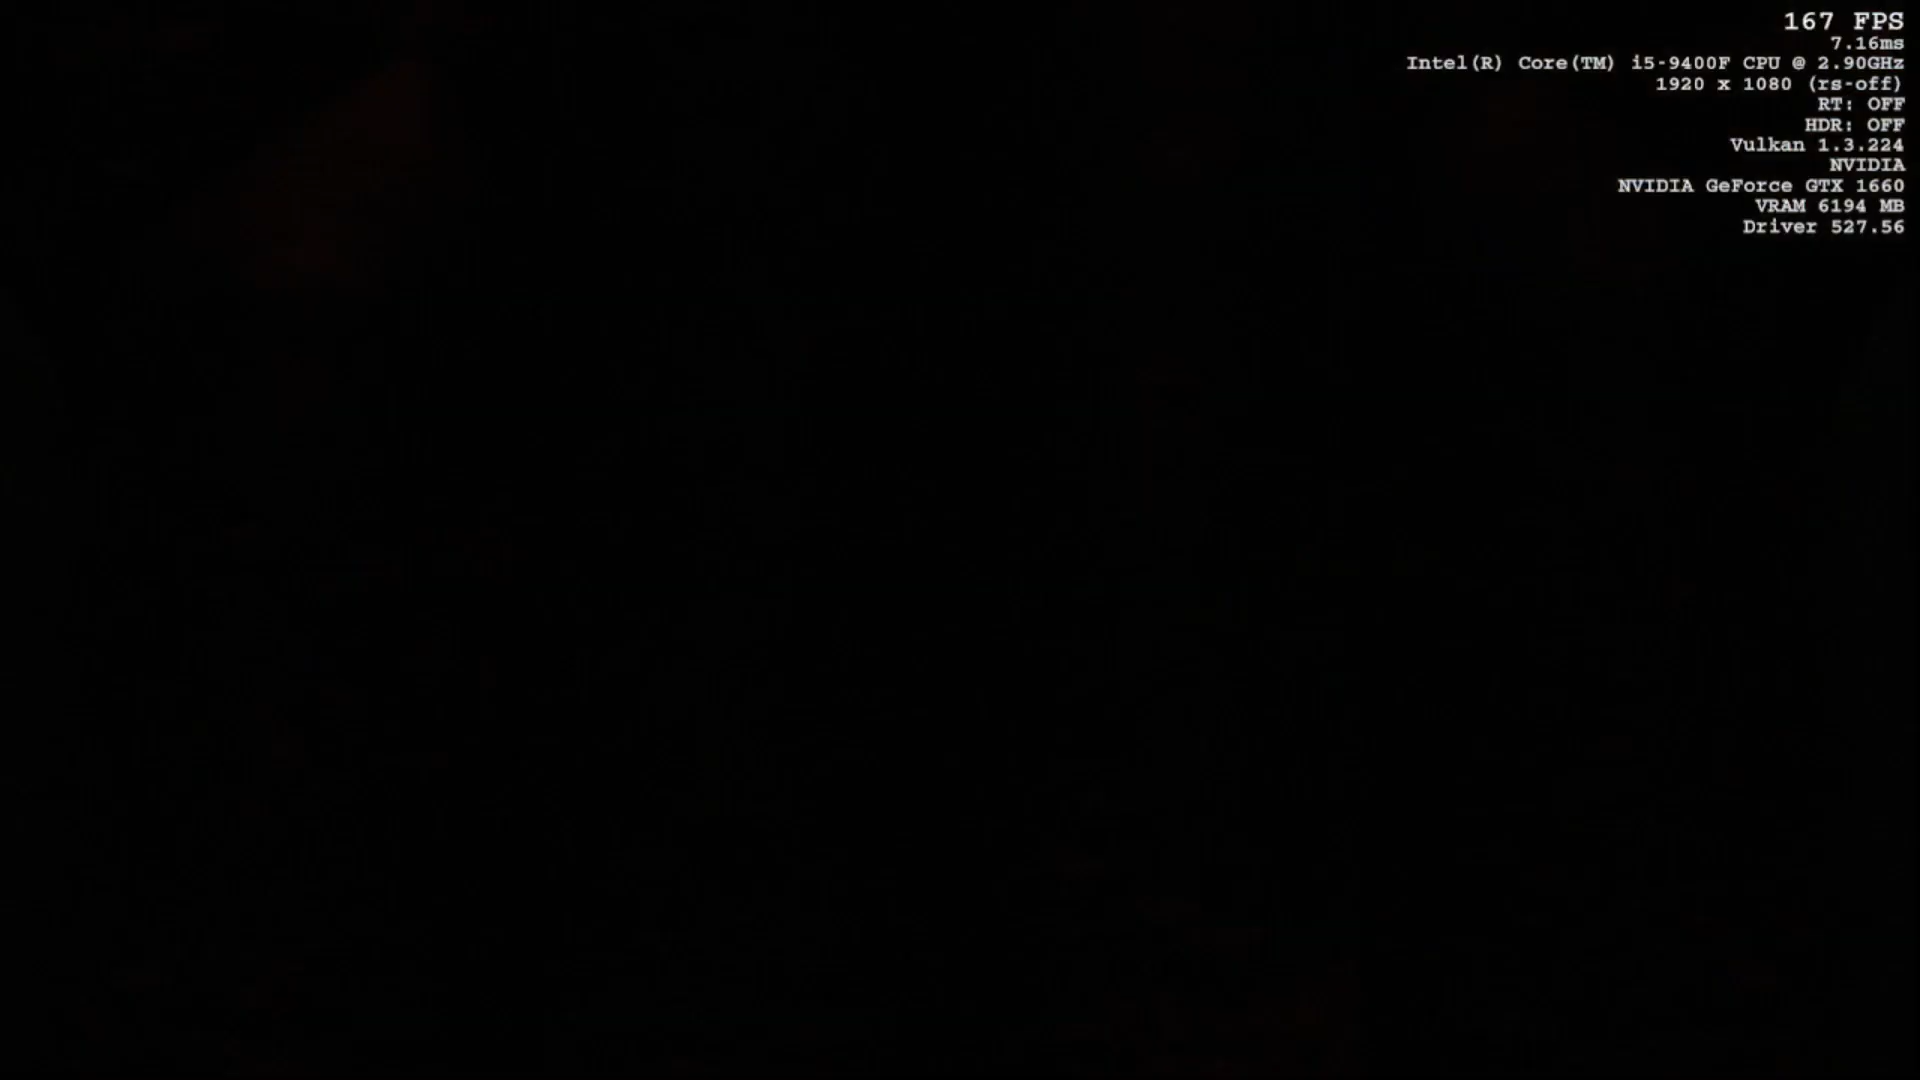 167 FPS
7.16ms
Intel(R) Core(TM) i5-9400F CPU @ 2.90GHz
1920 x 1080 (rs-off)
RT: OFF
HDR: OFF
Vulkan 1.3.224
NVIDIA
NVIDIA GeForce GTX 1660
VRAM 6194 MB
Driver 527.56